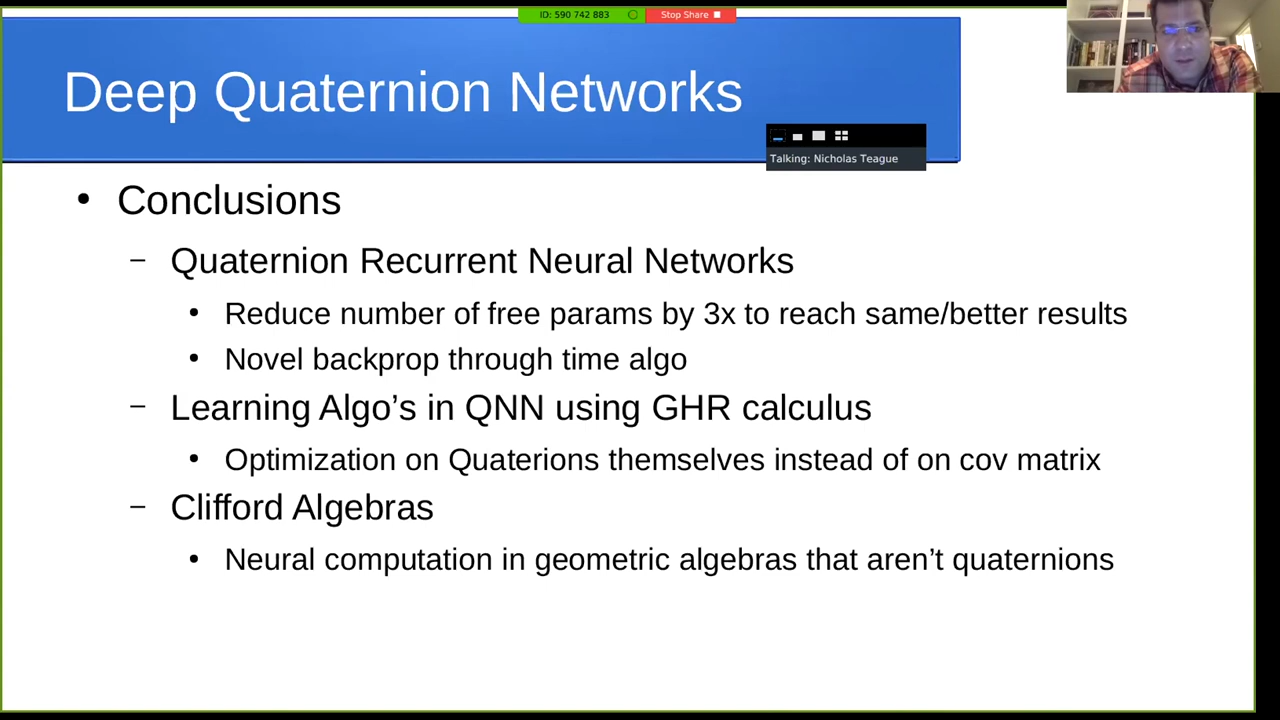 ID: 590 742 883
Stop Share
Deep Quaternion Networks
Talking: Nicholas Teague
• Conclusions
– Quaternion Recurrent Neural Networks
• Reduce number of free params by 3x to reach same/better results
• Novel backprop through time algo
– Learning Algo’s in QNN using GHR calculus
• Optimization on Quaterions themselves instead of on cov matrix
– Clifford Algebras
• Neural computation in geometric algebras that aren’t quaternions